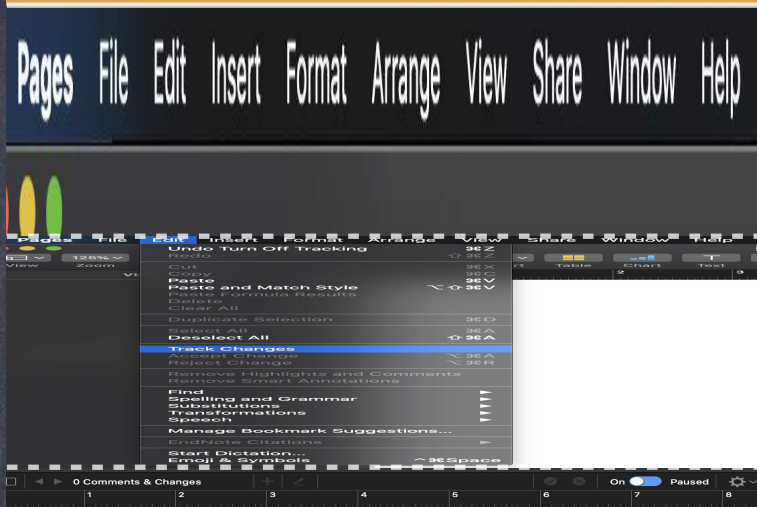 Pages File Edit Insert Format Arrange View Share Window Help
Pages File Edit Insert Format Arrange View Share Window Help
Undo Turn Off Tracking ⌘Z
Redo ⇧⌘Z
125%
View Zoom
Table Chart Text
Cut ⌘X
Copy ⌘C
Paste ⌘V
Paste and Match Style ⌥⇧⌘V
Paste Formula Results
Delete
Clear All
2 3
Duplicate Selection ⌘D
Select All ⌘A
Deselect All ⇧⌘A
Track Changes
Accept Change ⌥⌘A
Reject Change ⌥⌘R
Remove Highlights and Comments
Remove Smart Annotations
Find
Spelling and Grammar
Substitutions
Transformations
Speech
Manage Bookmark Suggestions...
EndNote Citations
Start Dictation...
Emoji & Symbols ^⌘Space
0 Comments & Changes On Paused
1 2 3 4 5 6 7 8